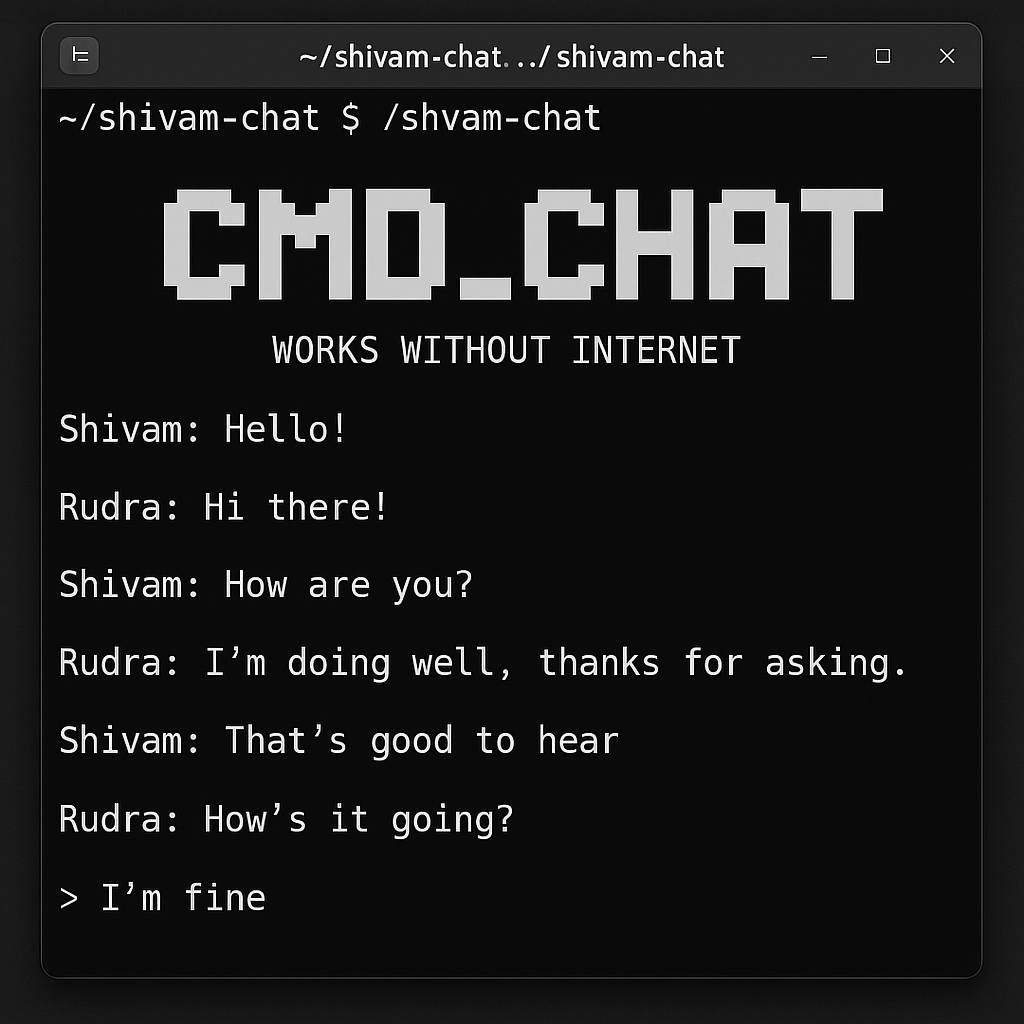 ~/shivam-chat.../shivam-chat
~/shivam-chat $ /shvam-chat
CMD_CHAT
WORKS WITHOUT INTERNET
Shivam: Hello!
Rudra: Hi there!
Shivam: How are you?
Rudra: I’m doing well, thanks for asking.
Shivam: That’s good to hear
Rudra: How’s it going?
> I’m fine